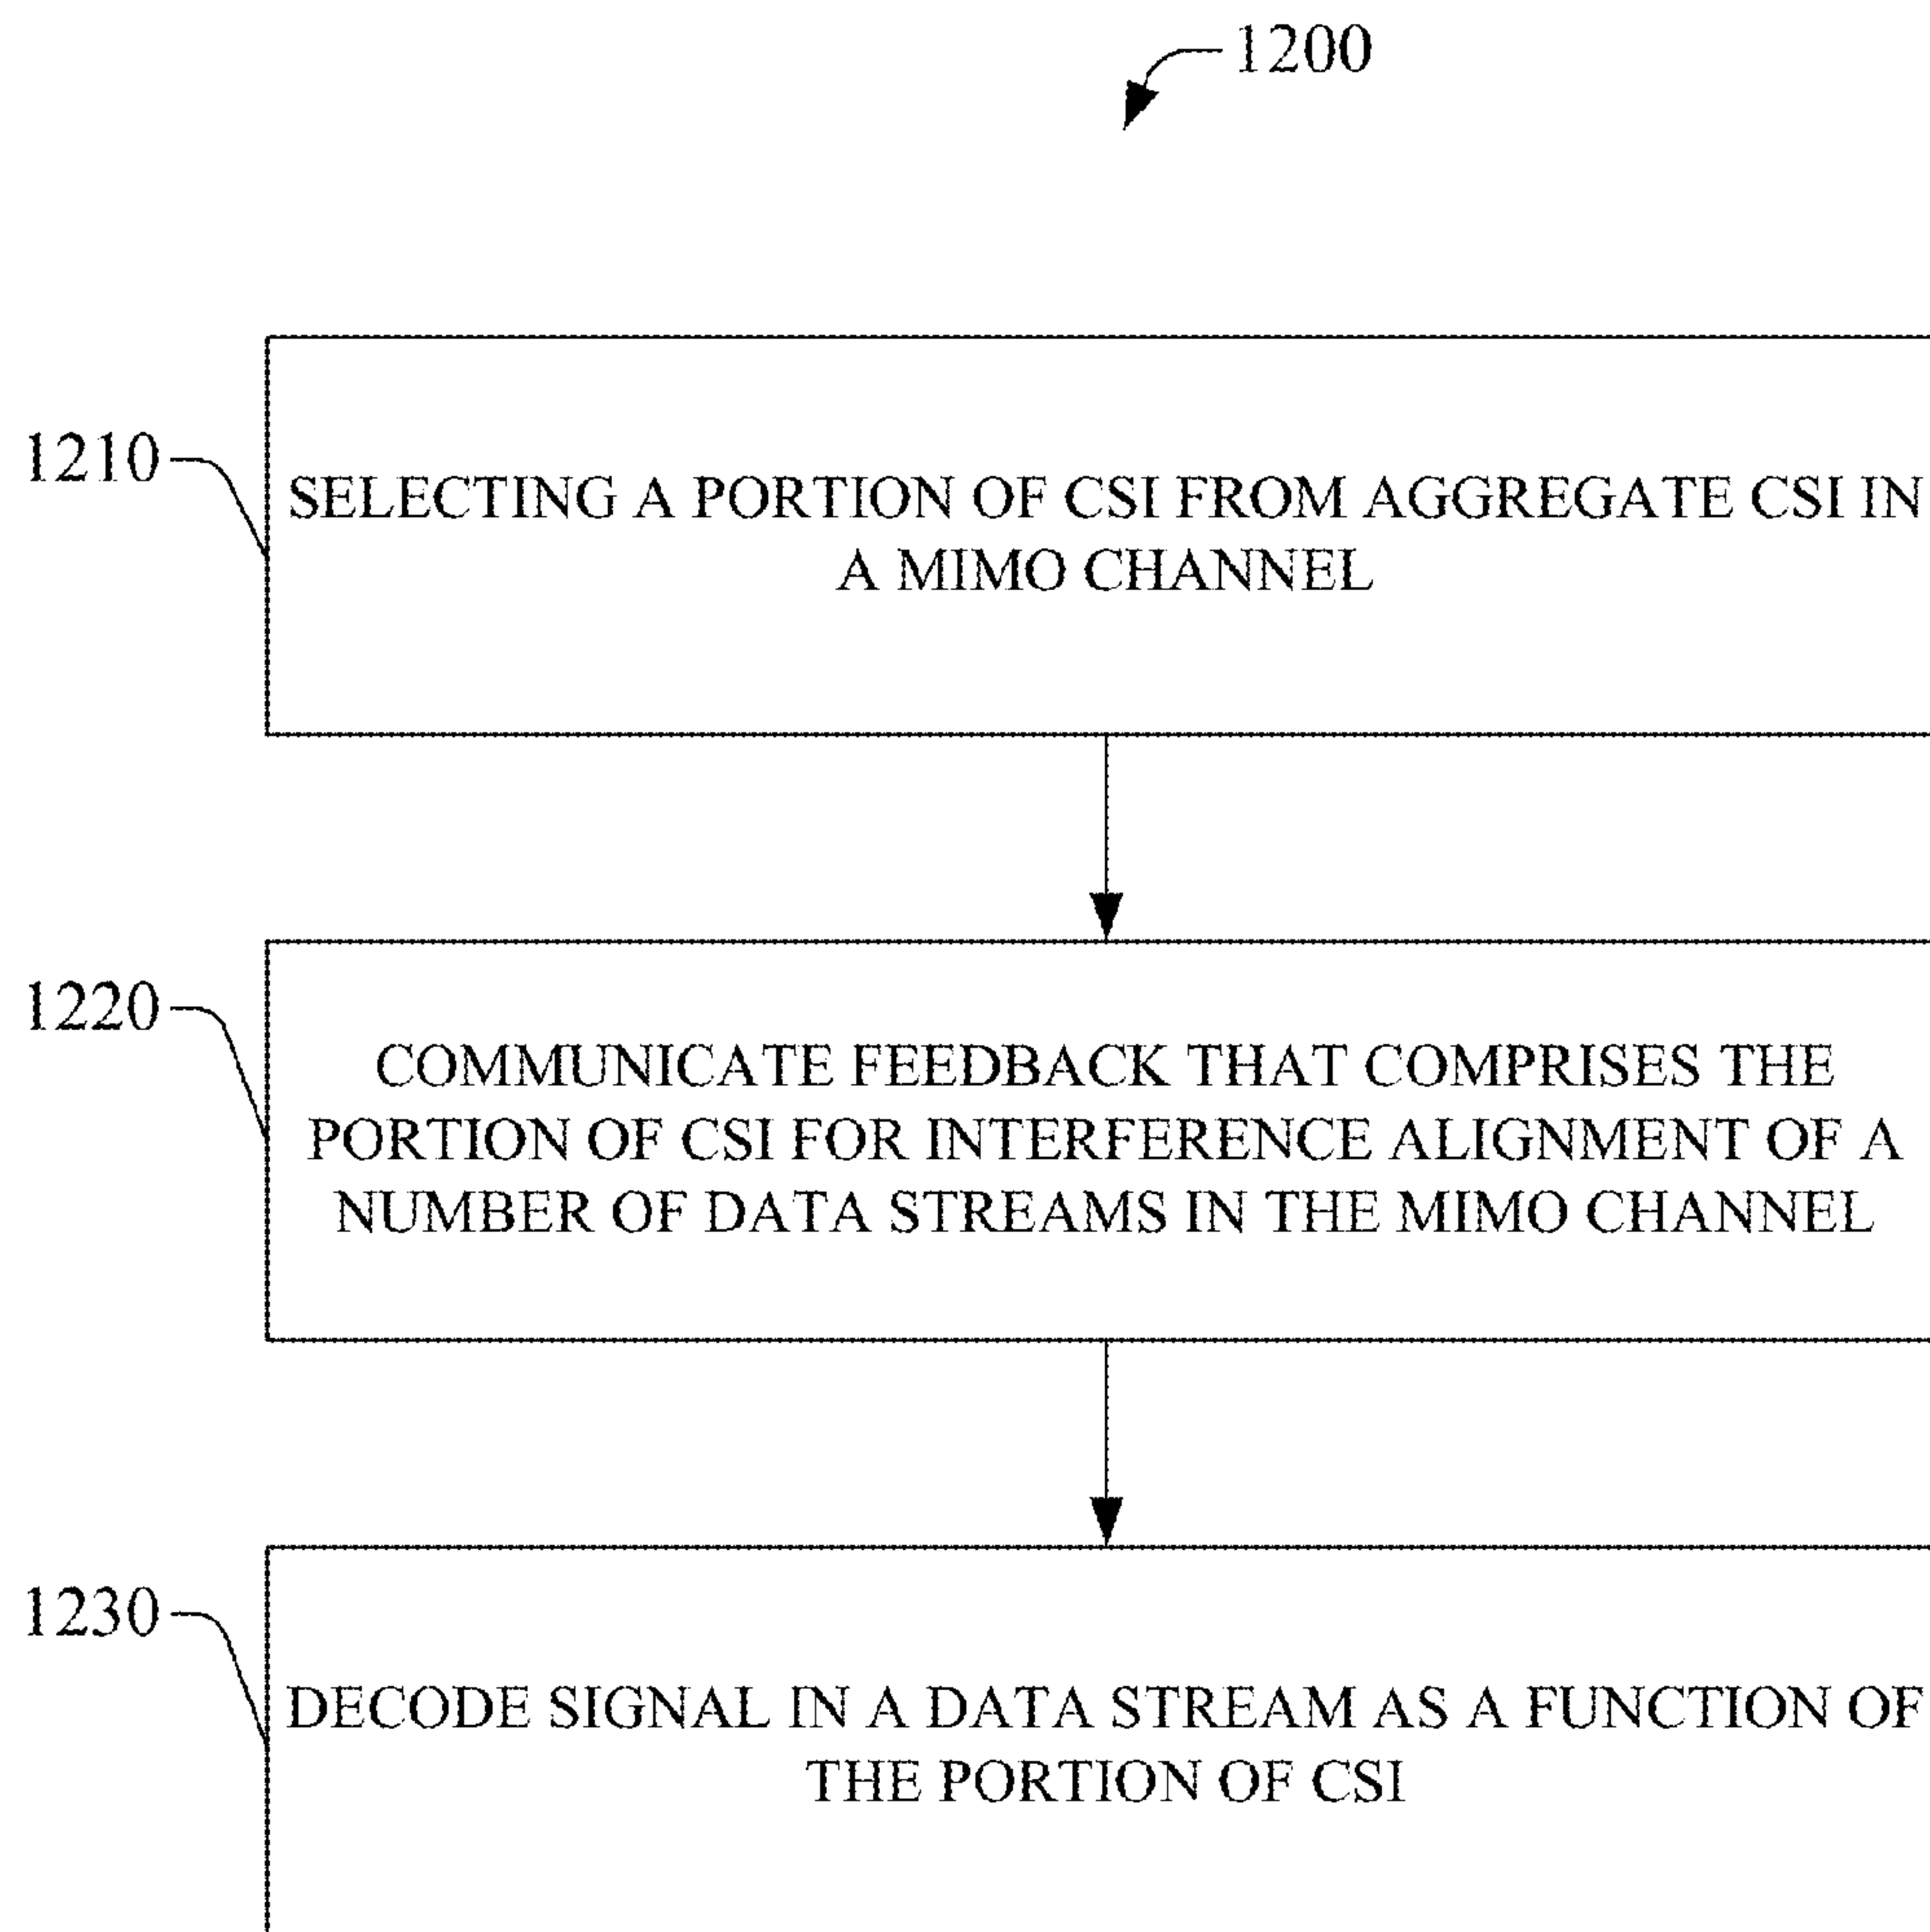 1200
1210
SELECTING A PORTION OF CSI FROM AGGREGATE CSI IN
A MIMO CHANNEL
1220
COMMUNICATE FEEDBACK THAT COMPRISES THE
PORTION OF CSI FOR INTERFERENCE ALIGNMENT OF A
NUMBER OF DATA STREAMS IN THE MIMO CHANNEL
1230
DECODE SIGNAL IN A DATA STREAM AS A FUNCTION OF
THE PORTION OF CSI